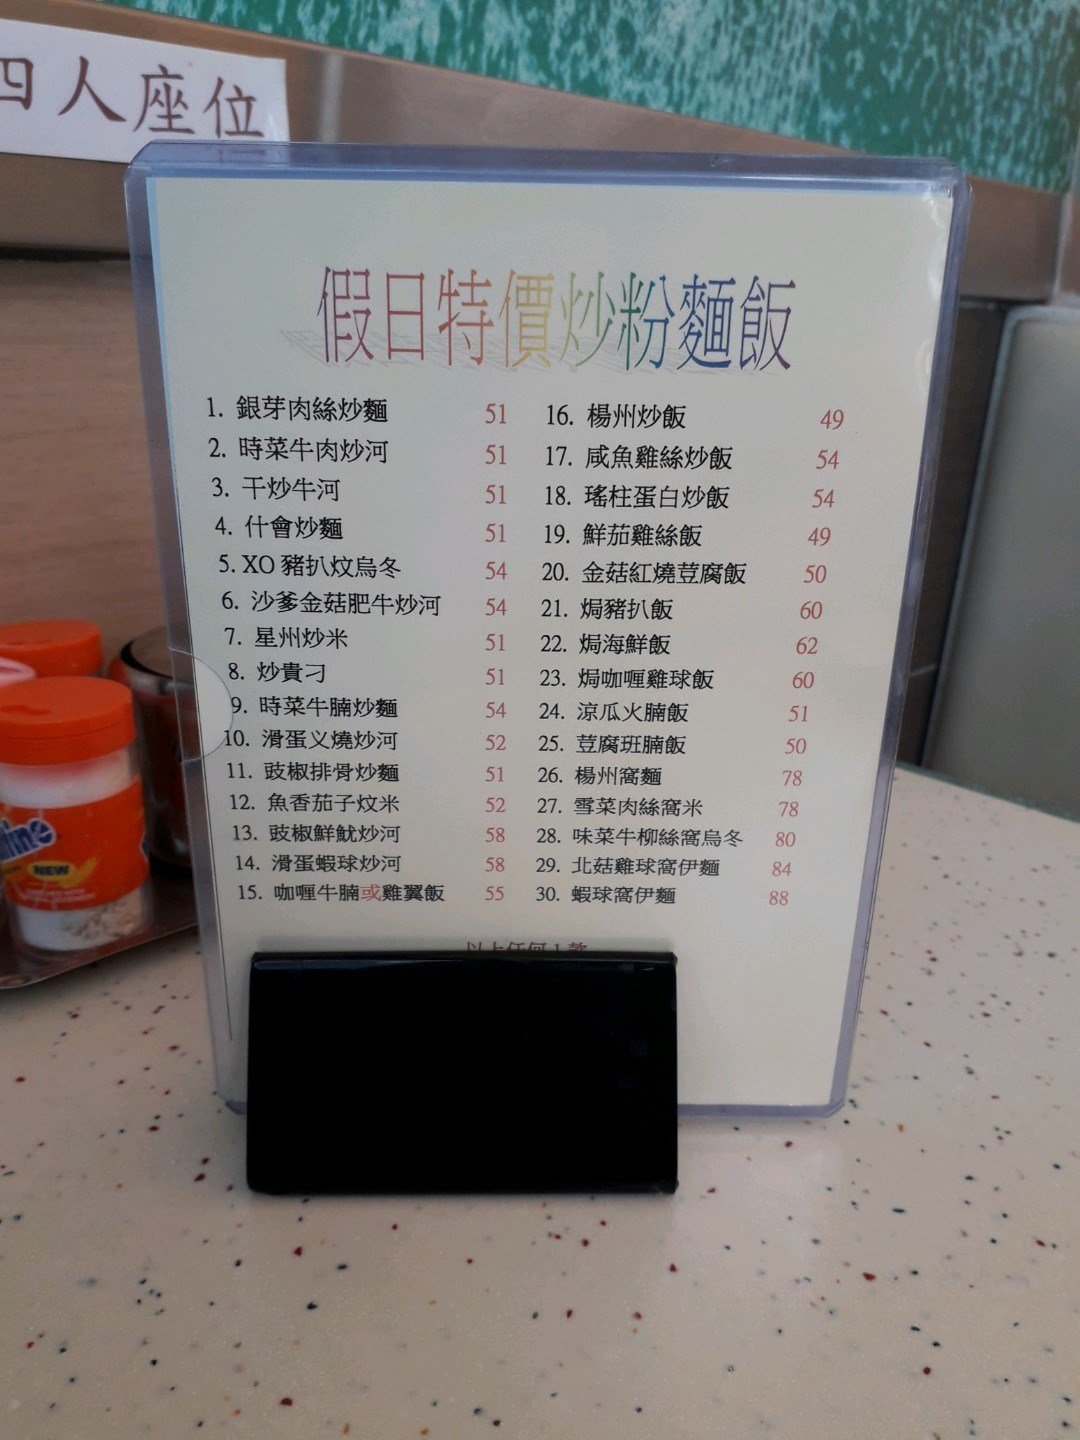 四人座位
假日特價炒粉麵飯
1. 銀芽肉絲炒麵 51
2. 時菜牛肉炒河 51
3. 干炒牛河 51
4. 什會炒麵 51
5. XO 豬扒炆烏冬 54
6. 沙爹金菇肥牛炒河 54
7. 星州炒米 51
8. 炒貴刁 51
9. 時菜牛腩炒麵 54
10. 滑蛋义燒炒河 52
11. 豉椒排骨炒麵 51
12. 魚香茄子炆米 52
13. 豉椒鮮魷炒河 58
14. 滑蛋蝦球炒河 58
15. 咖喱牛腩或雞翼飯 55
16. 楊州炒飯 49
17. 咸魚雞絲炒飯 54
18. 瑤柱蛋白炒飯 54
19. 鮮茄雞絲飯 49
20. 金菇紅燒荳腐飯 50
21. 焗豬扒飯 60
22. 焗海鮮飯 62
23. 焗咖喱雞球飯 60
24. 涼瓜火腩飯 51
25. 荳腐班腩飯 50
26. 楊州窩麵 78
27. 雪菜肉絲窩米 78
28. 味菜牛柳絲窩烏冬 80
29. 北菇雞球窩伊麵 84
30. 蝦球窩伊麵 88
以上任何1款
NEW